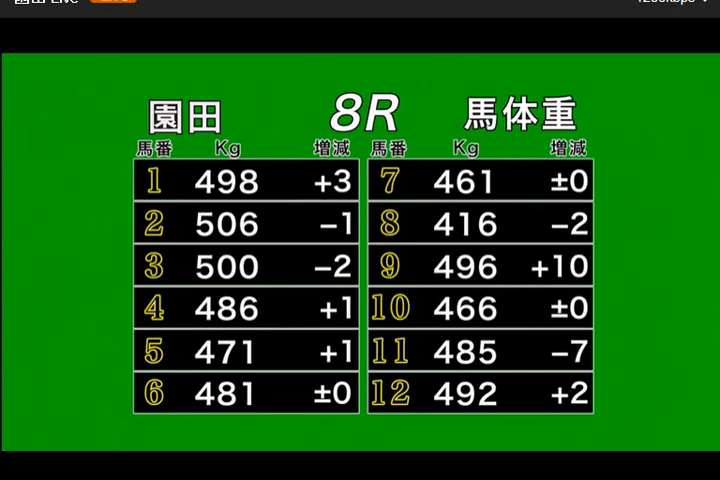 園田 8R 馬体重
馬番 Kg 増減 馬番 Kg 増減
1 498 +3 7 461 ±0
2 506 −1 8 416 −2
3 500 −2 9 496 +10
4 486 +1 10 466 ±0
5 471 +1 11 485 −7
6 481 ±0 12 492 +2